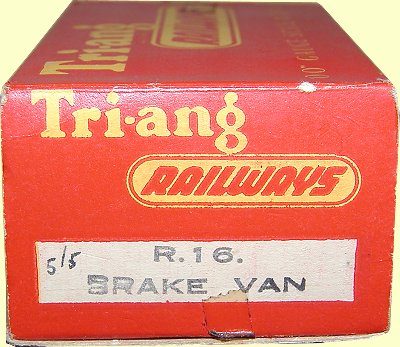 Tri-ang
Tri-ang
RAILWAYS
5/5
R.16.
BRAKE VAN